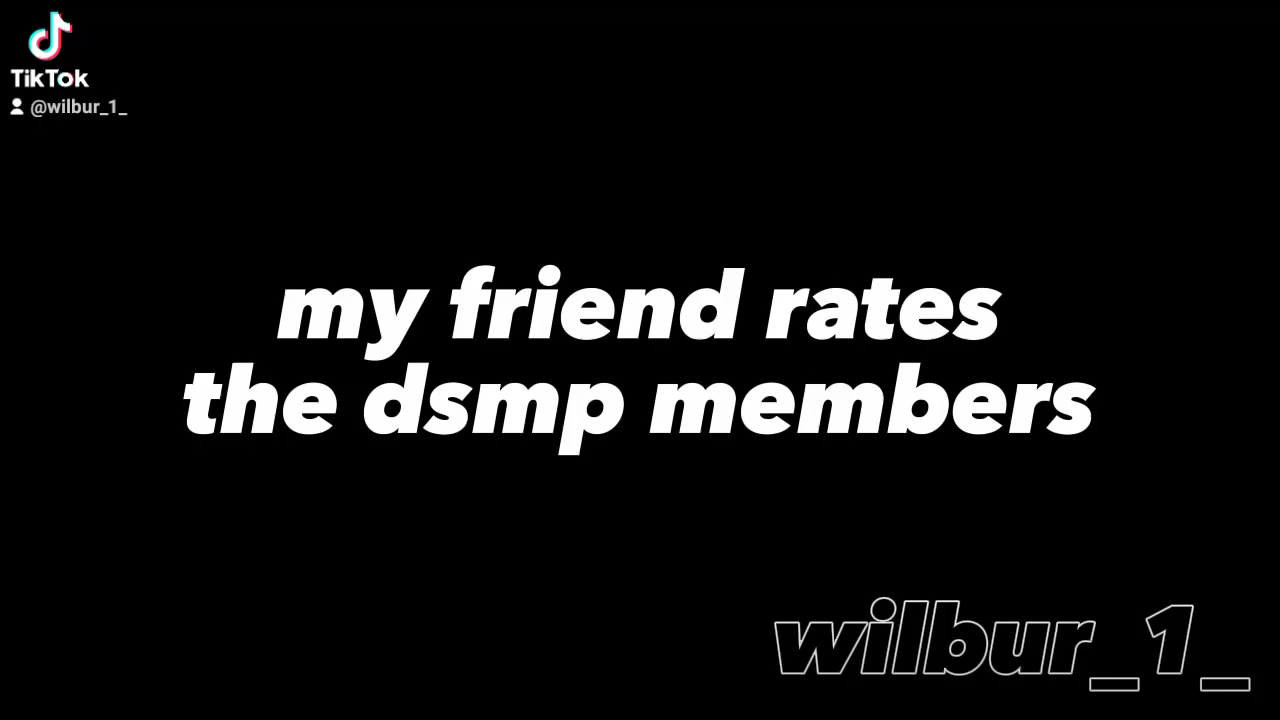 TikTok
@wilbur_1_
my friend rates
the dsmp members
wilbur_1_